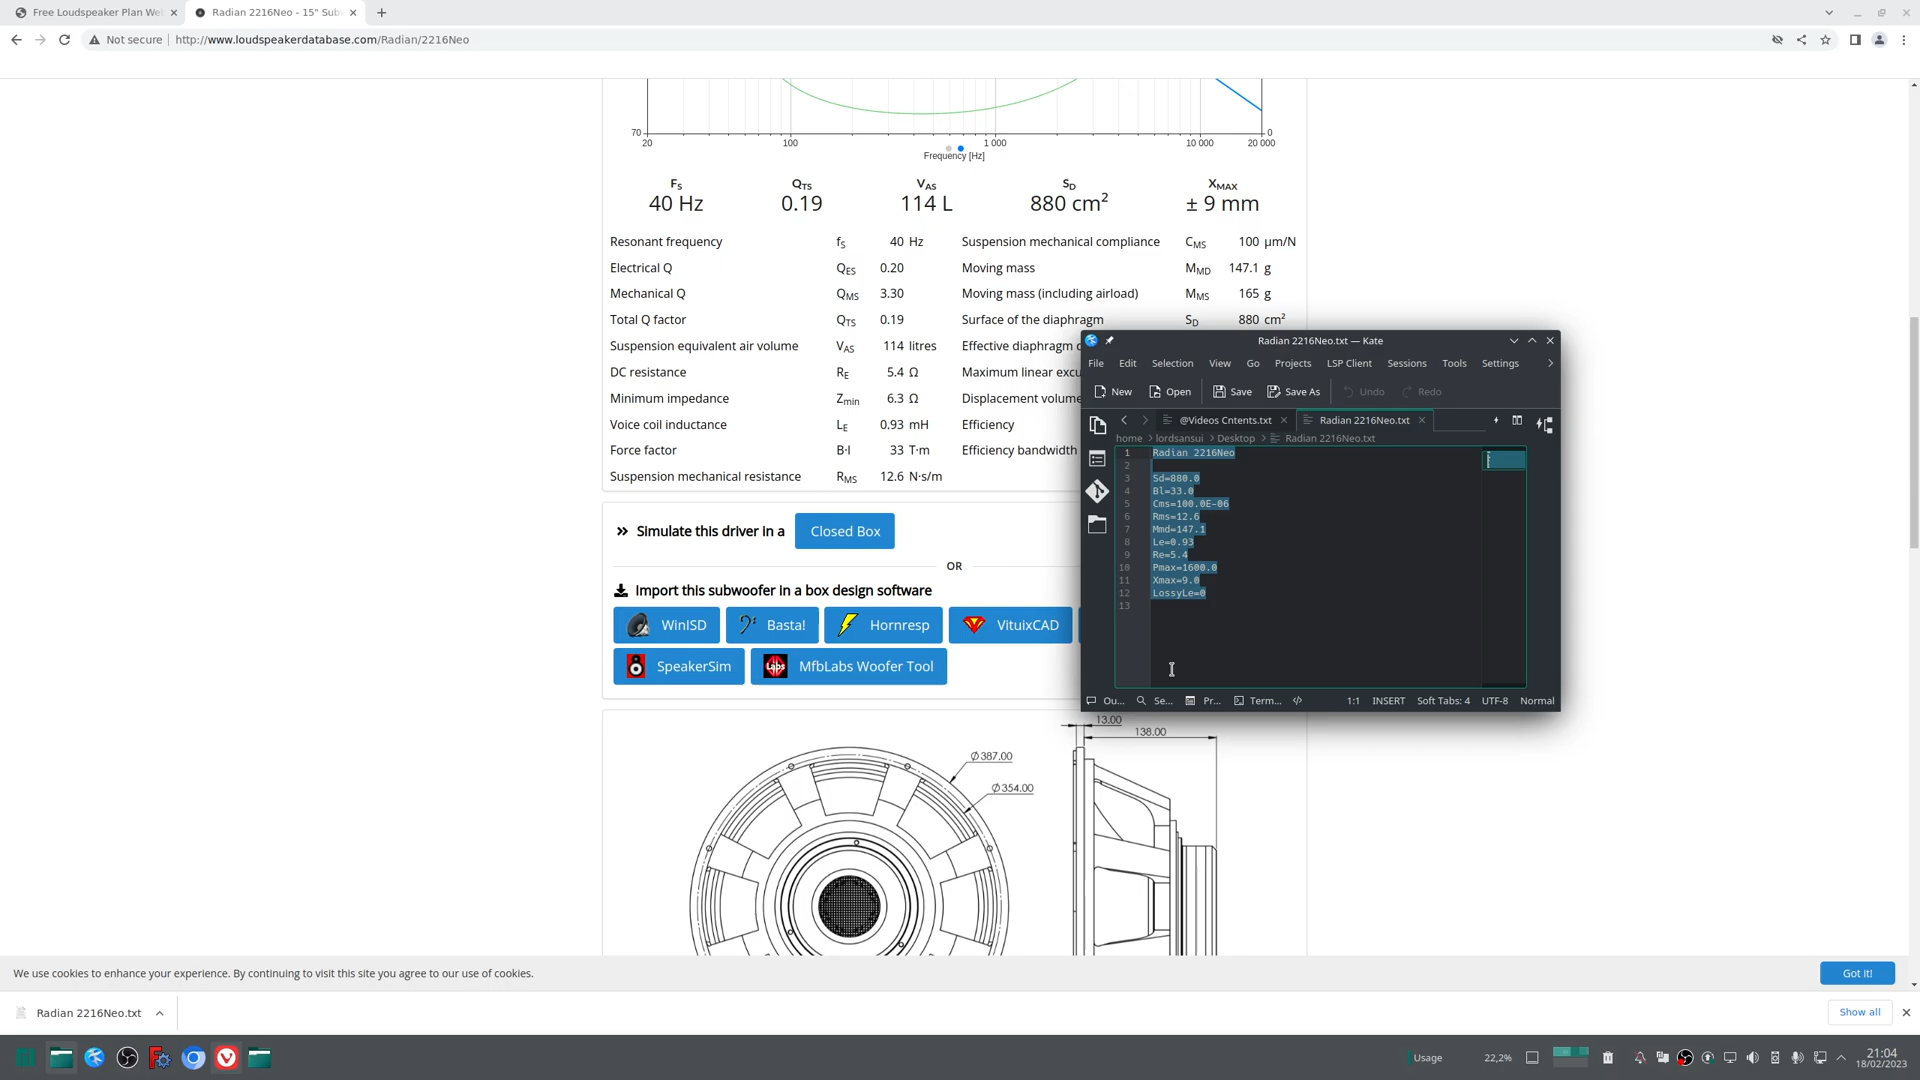 Free Loudspeaker Plan We
Radian 2216Neo - 15" Sub
Not secure
http://www.loudspeakerdatabase.com/Radian/2216Neo
70
0
20
100
1 000
10 000
20 000
Frequency [Hz]
FS
QTS
VAS
SD
XMAX
40 Hz
0.19
114 L
880 cm²
± 9 mm
Resonant frequency fS 40 Hz
Suspension mechanical compliance CMS 100 µm/N
Electrical Q QES 0.20
Moving mass MMD 147.1 g
Mechanical Q QMS 3.30
Moving mass (including airload) MMS 165 g
Total Q factor QTS 0.19
Surface of the diaphragm SD 880 cm²
Suspension equivalent air volume VAS 114 litres
Effective diaphragm
DC resistance RE 5.4 Ω
Maximum linear excu
Minimum impedance Zmin 6.3 Ω
Displacement volume
Voice coil inductance LE 0.93 mH
Efficiency
Force factor B·l 33 T·m
Efficiency bandwidth
Suspension mechanical resistance RMS 12.6 N·s/m
» Simulate this driver in a Closed Box
OR
Import this subwoofer in a box design software
WinISD
Basta!
Hornresp
VituixCAD
SpeakerSim
Labs
MfbLabs Woofer Tool
Radian 2216Neo.txt — Kate
File Edit Selection View Go Projects LSP Client Sessions Tools Settings
New Open Save Save As Undo Redo
@Videos Cntents.txt
Radian 2216Neo.txt
home > lordsansui > Desktop > Radian 2216Neo.txt
1 Radian 2216Neo
2
3 Sd=880.0
4 Bl=33.0
5 Cms=100.0E-06
6 Rms=12.6
7 Mmd=147.1
8 Le=0.93
9 Re=5.4
10 Pmax=1600.0
11 Xmax=9.0
12 LossyLe=0
13
Ou... Se... Pr... Term... </> 1:1 INSERT Soft Tabs: 4 UTF-8 Normal
13.00
138.00
Ø387.00
Ø354.00
We use cookies to enhance your experience. By continuing to visit this site you agree to our use of cookies.
Got it!
Radian 2216Neo.txt
Show all
Usage
22,2%
21:04
18/02/2023